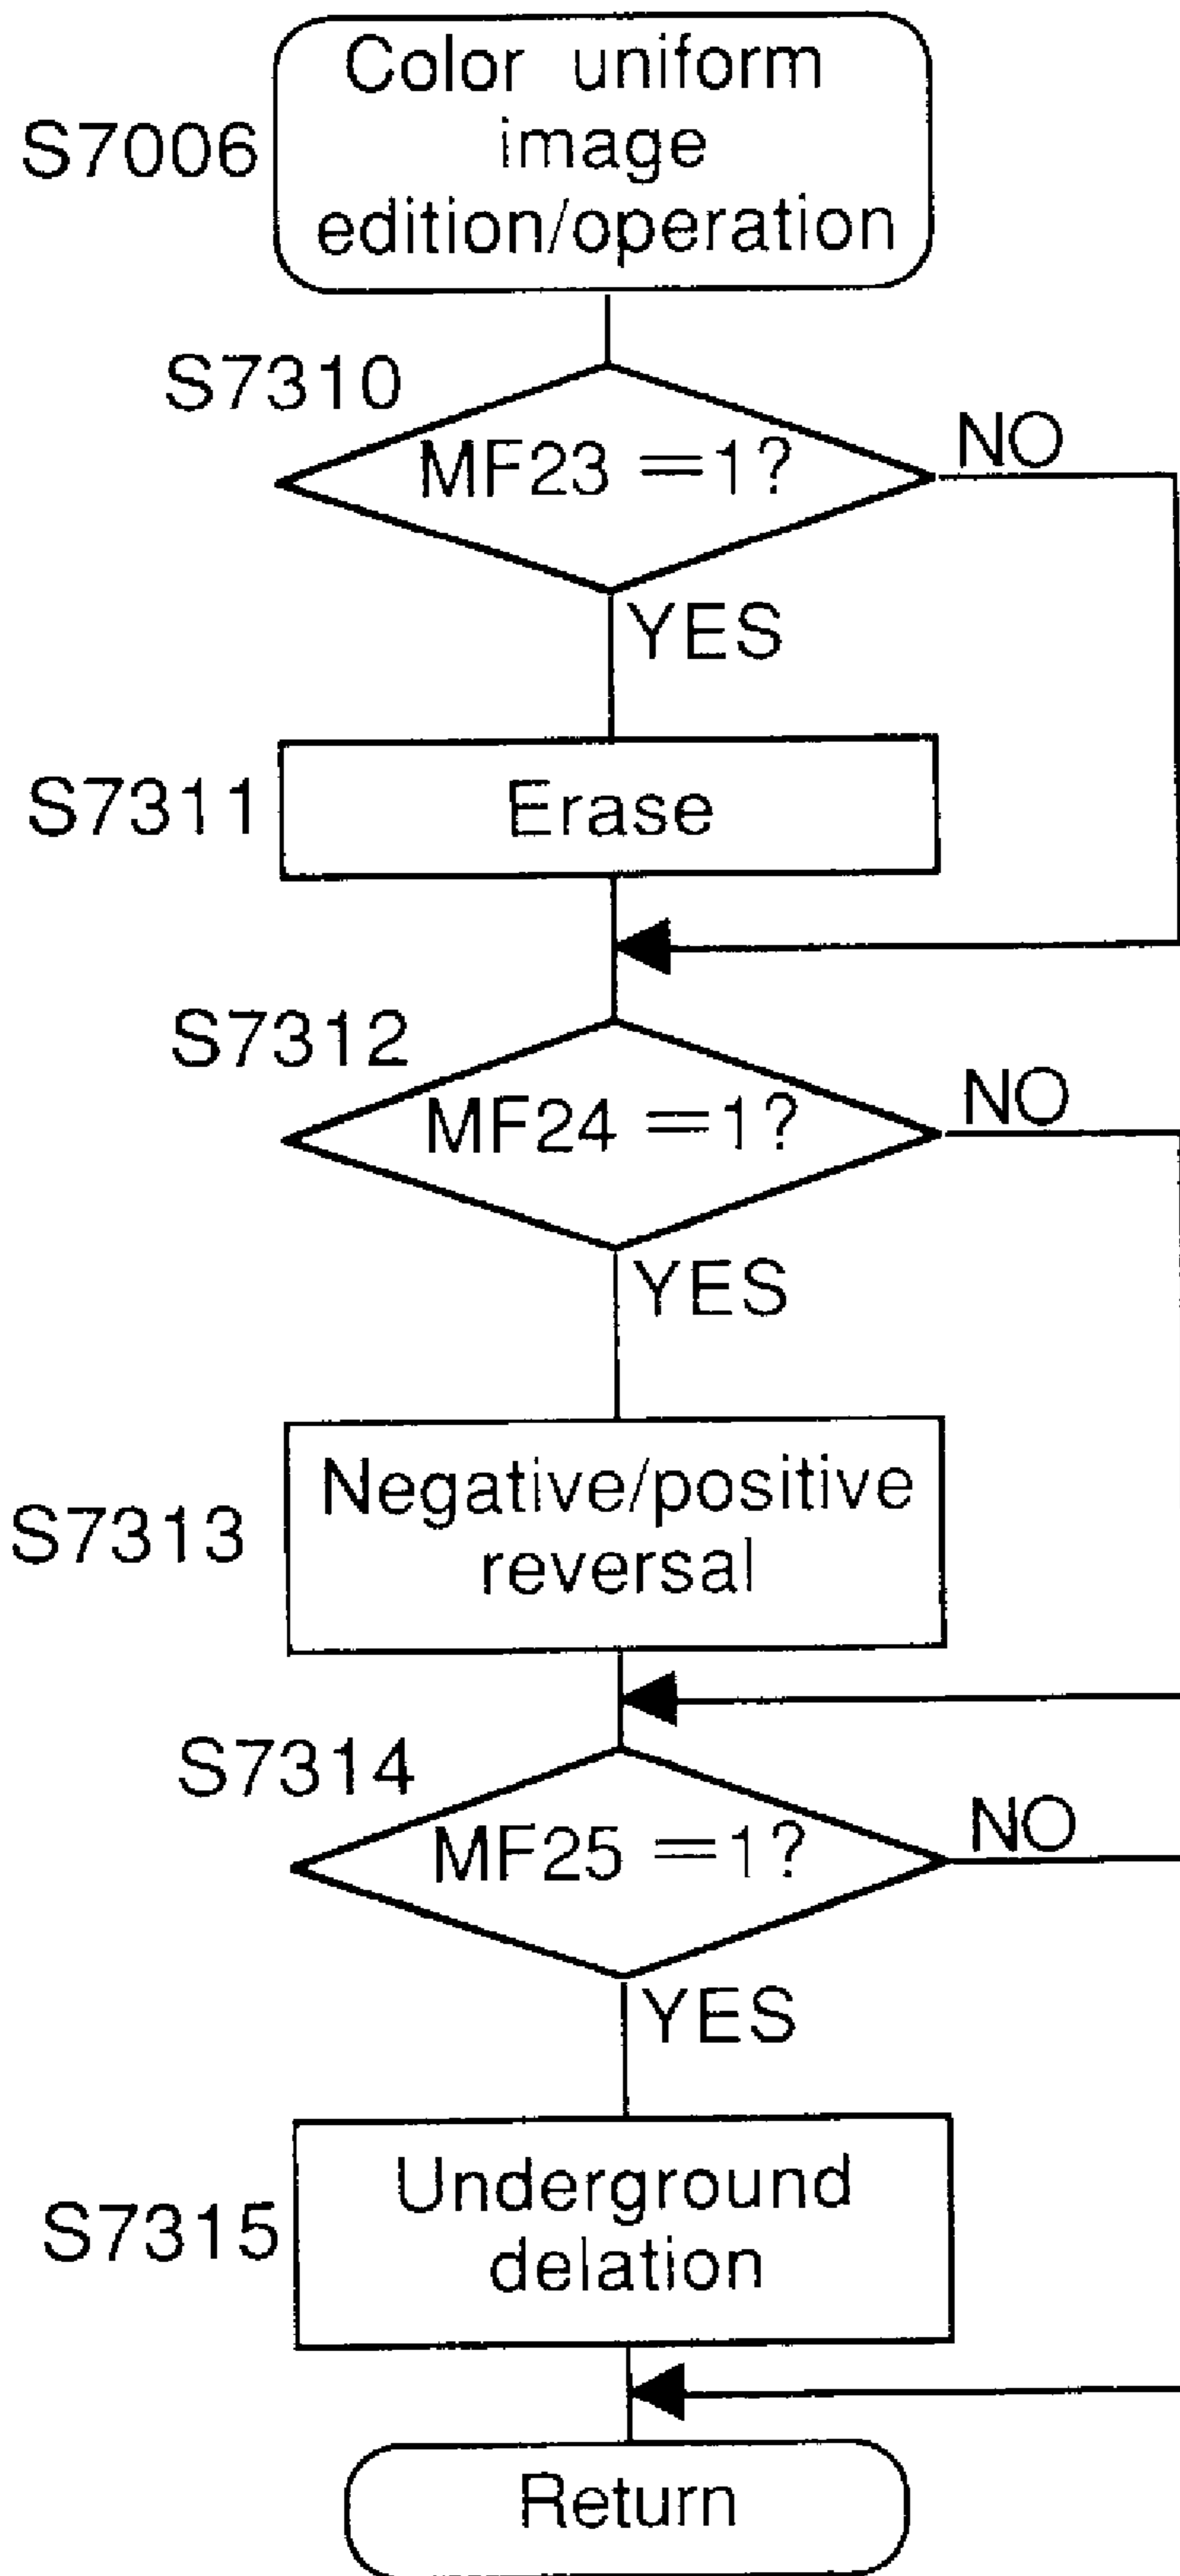 Color uniform
image
edition/operation
S7006
S7310
MF23 =1?
NO
YES
S7311
Erase
S7312
MF24 =1?
NO
YES
S7313
Negative/positive
reversal
S7314
MF25 =1?
NO
YES
S7315
Underground
delation
Return